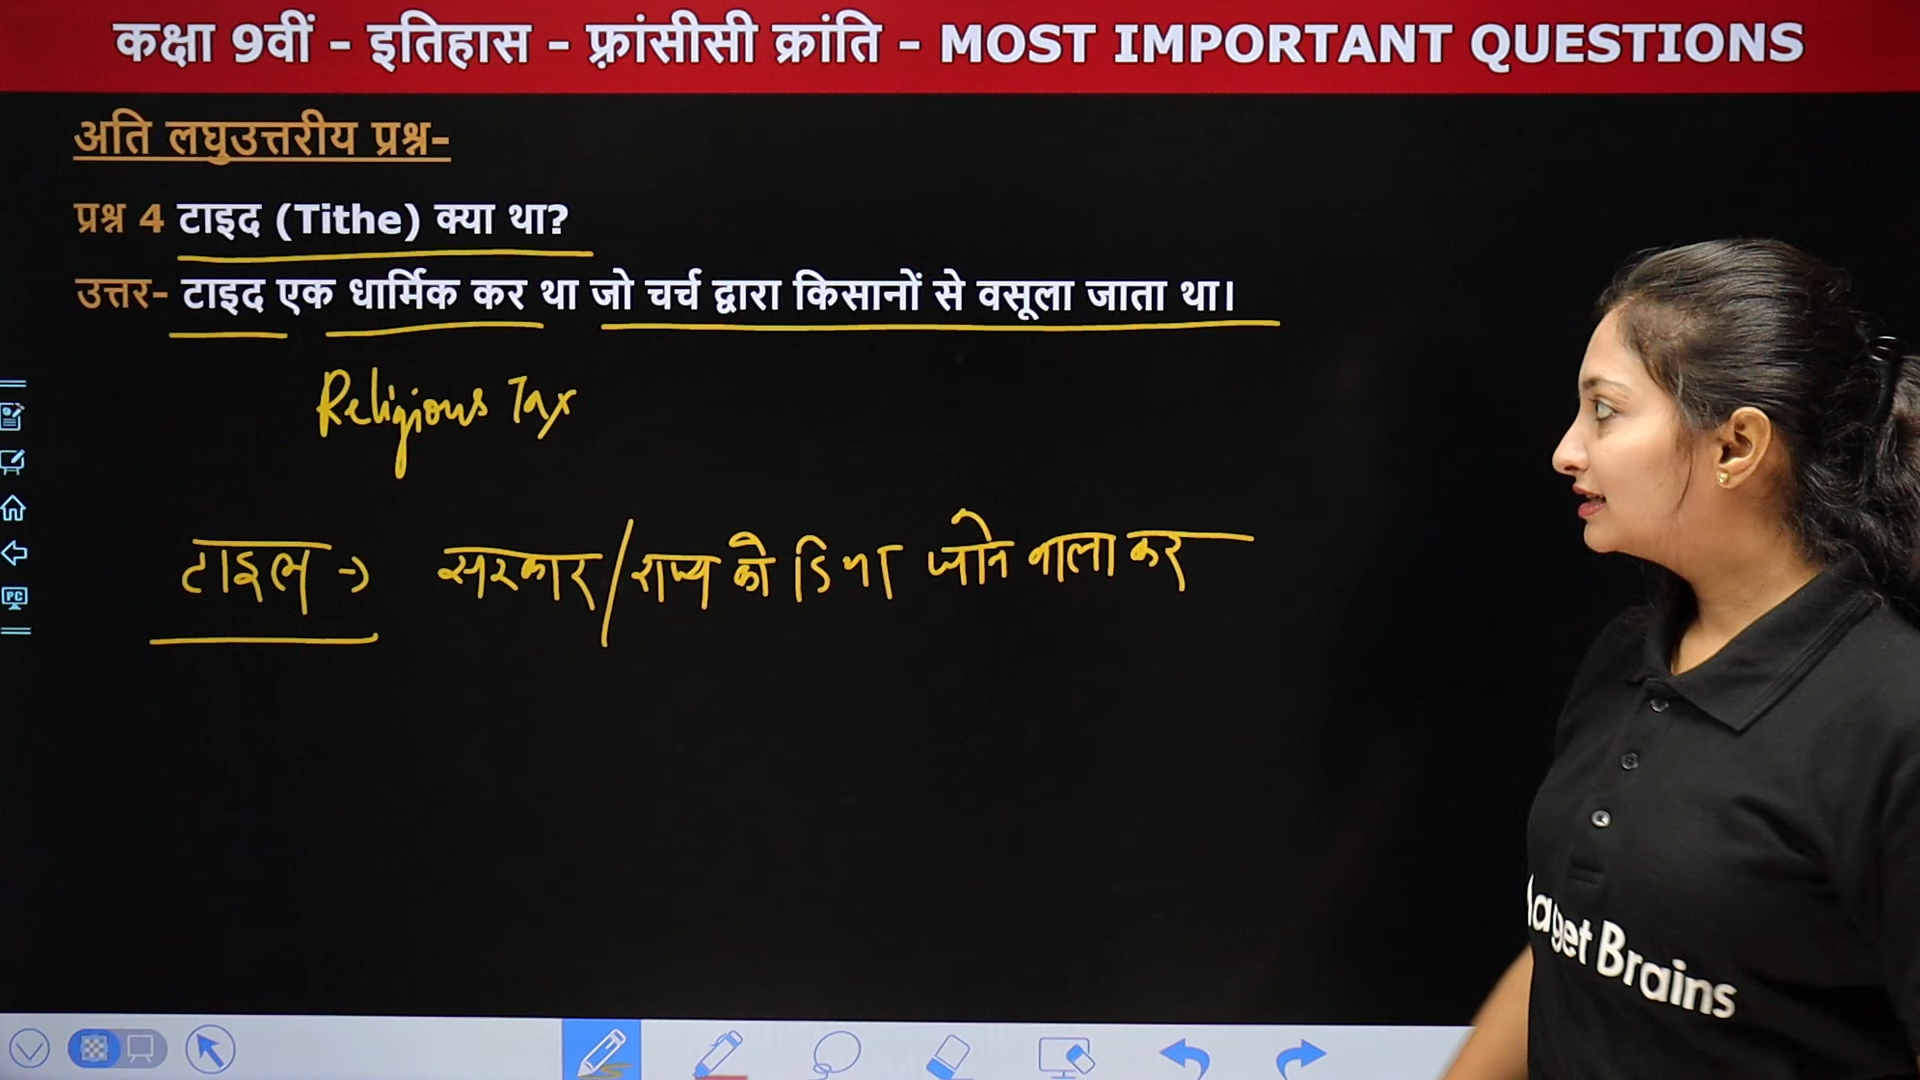 कक्षा 9वीं - इतिहास - फ़्रांसीसी क्रांति - MOST IMPORTANT QUESTIONS
अति लघुउत्तरीय प्रश्न-
प्रश्न 4 टाइद (Tithe) क्या था?
उत्तर- टाइद एक धार्मिक कर था जो चर्च द्वारा किसानों से वसूला जाता था।
Religious Tax
टाइल → सरकार/राज्य को दिया जाने वाला कर
PC
Brains